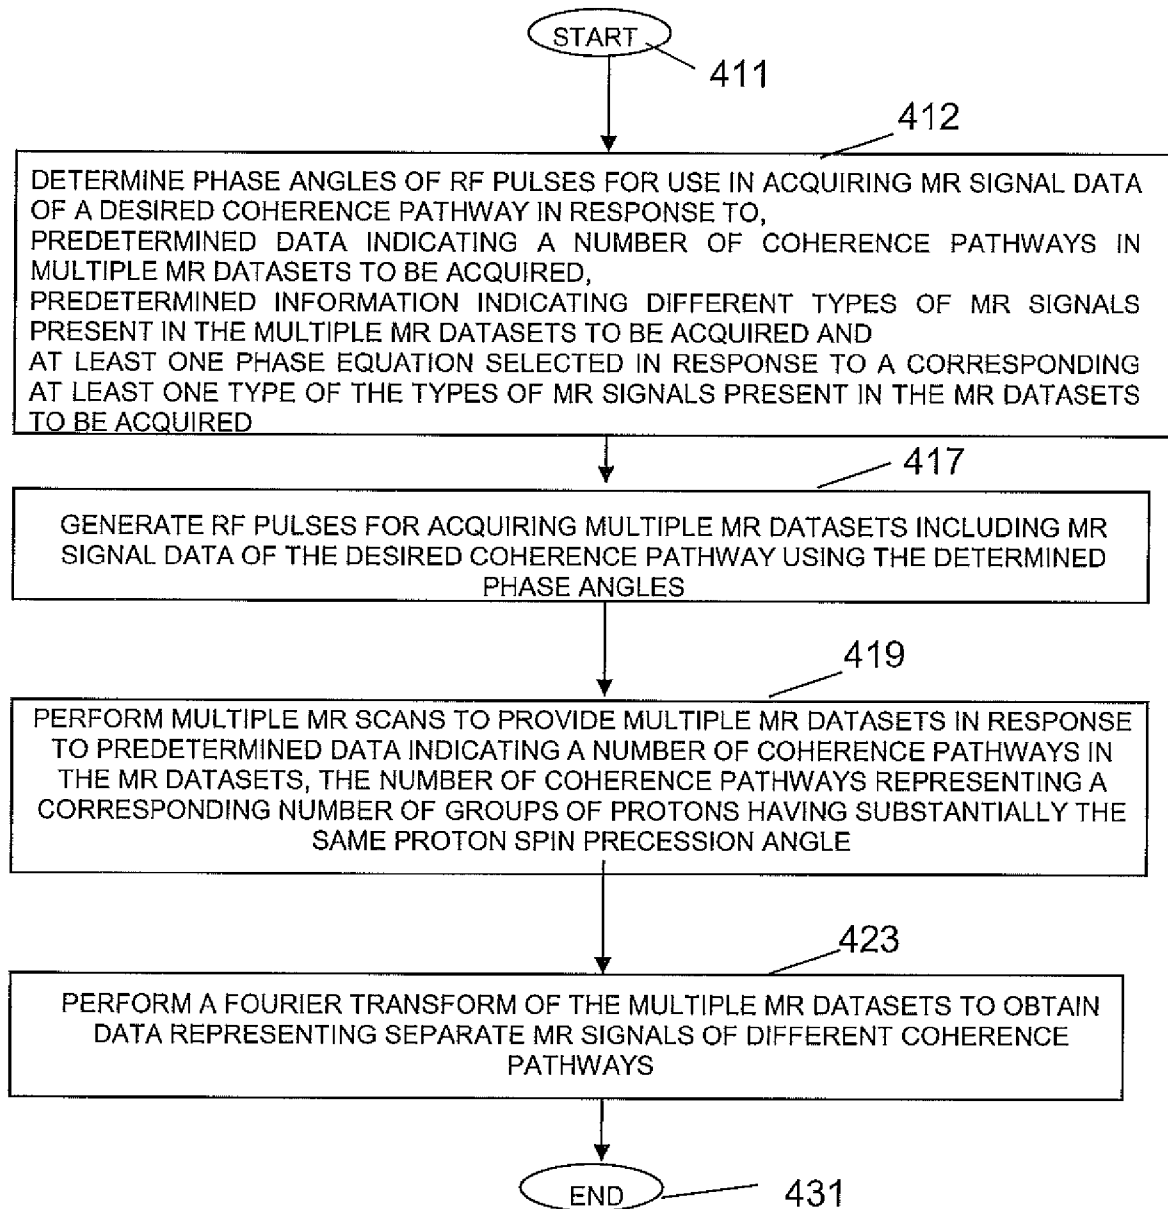 START
411
412
DETERMINE PHASE ANGLES OF RF PULSES FOR USE IN ACQUIRING MR SIGNAL DATA
OF A DESIRED COHERENCE PATHWAY IN RESPONSE TO,
PREDETERMINED DATA INDICATING A NUMBER OF COHERENCE PATHWAYS IN
MULTIPLE MR DATASETS TO BE ACQUIRED,
PREDETERMINED INFORMATION INDICATING DIFFERENT TYPES OF MR SIGNALS
PRESENT IN THE MULTIPLE MR DATASETS TO BE ACQUIRED AND
AT LEAST ONE PHASE EQUATION SELECTED IN RESPONSE TO A CORRESPONDING
AT LEAST ONE TYPE OF THE TYPES OF MR SIGNALS PRESENT IN THE MR DATASETS
TO BE ACQUIRED
417
GENERATE RF PULSES FOR ACQUIRING MULTIPLE MR DATASETS INCLUDING MR
SIGNAL DATA OF THE DESIRED COHERENCE PATHWAY USING THE DETERMINED
PHASE ANGLES
419
PERFORM MULTIPLE MR SCANS TO PROVIDE MULTIPLE MR DATASETS IN RESPONSE
TO PREDETERMINED DATA INDICATING A NUMBER OF COHERENCE PATHWAYS IN
THE MR DATASETS, THE NUMBER OF COHERENCE PATHWAYS REPRESENTING A
CORRESPONDING NUMBER OF GROUPS OF PROTONS HAVING SUBSTANTIALLY THE
SAME PROTON SPIN PRECESSION ANGLE
423
PERFORM A FOURIER TRANSFORM OF THE MULTIPLE MR DATASETS TO OBTAIN
DATA REPRESENTING SEPARATE MR SIGNALS OF DIFFERENT COHERENCE
PATHWAYS
END
431